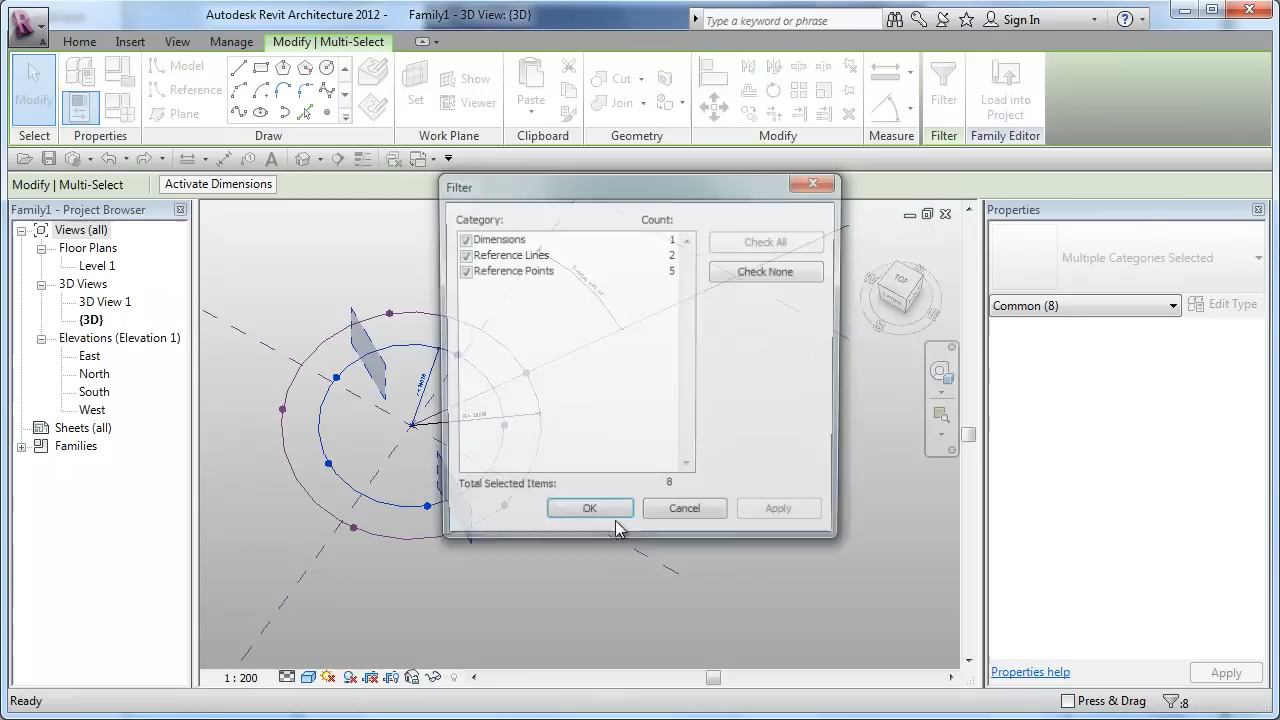 Autodesk Revit Architecture 2012 - Family1 - 3D View: {3D}
Type a keyword or phrase
Sign In
Home Insert View Manage Modify | Multi-Select
Modify
Model
Reference
Plane
Set
Show
Viewer
Paste
Cut
Join
Filter
Load into
Project
Select Properties Draw Work Plane Clipboard Geometry Modify Measure Filter Family Editor
Modify | Multi-Select
Activate Dimensions
Family1 - Project Browser
Views (all)
Floor Plans
Level 1
3D Views
3D View 1
{3D}
Elevations (Elevation 1)
East
North
South
West
Sheets (all)
Families
Filter
Category: Count:
Dimensions 1
Reference Lines 2
Reference Points 5
Check All
Check None
Total Selected Items: 8
OK Cancel Apply
TOP
Properties
Multiple Categories Selected
Common (8)
Edit Type
Properties help
Apply
1 : 200
Ready
Press & Drag
:8